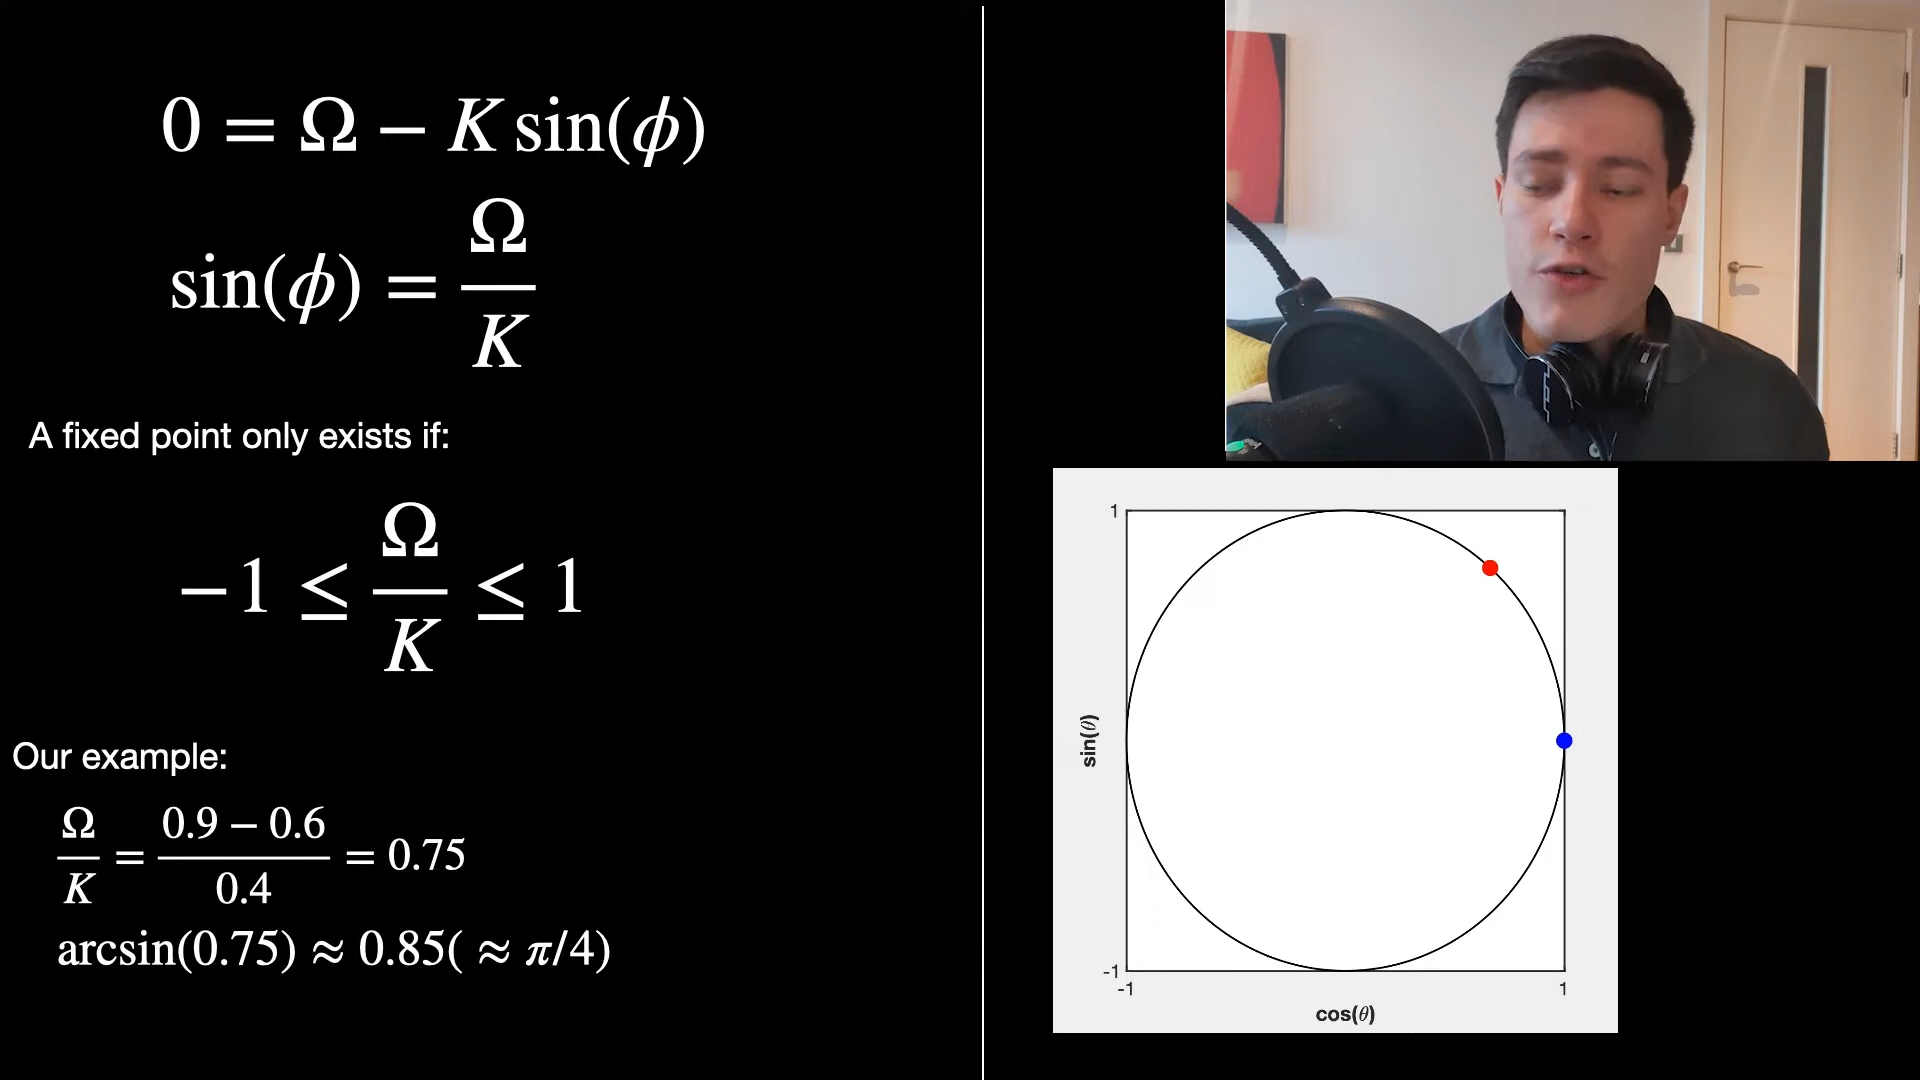 0 = Ω − K sin(ϕ)
sin(ϕ) = Ω/K
A fixed point only exists if:
−1 ≤ Ω/K ≤ 1
Our example:
Ω/K = (0.9 − 0.6)/0.4 = 0.75
arcsin(0.75) ≈ 0.85( ≈ π/4)
1
sin(θ)
-1
-1
1
cos(θ)